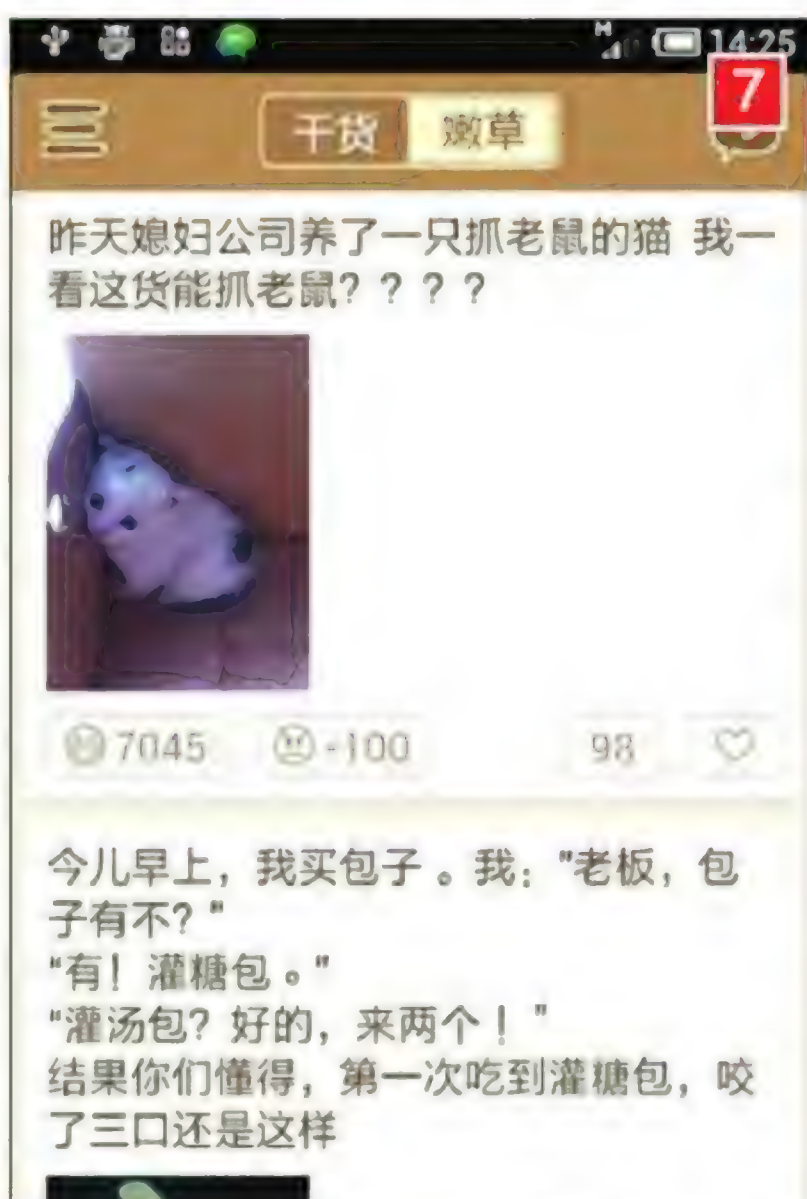 14:25
7
干货 嫩草
昨天媳妇公司养了一只抓老鼠的猫 我一
看这货能抓老鼠？？？？
7045 -100 98
今儿早上，我买包子。我："老板，包
子有不？"
"有！灌糖包。"
"灌汤包？好的，来两个！"
结果你们懂得，第一次吃到灌糖包，咬
了三口还是这样